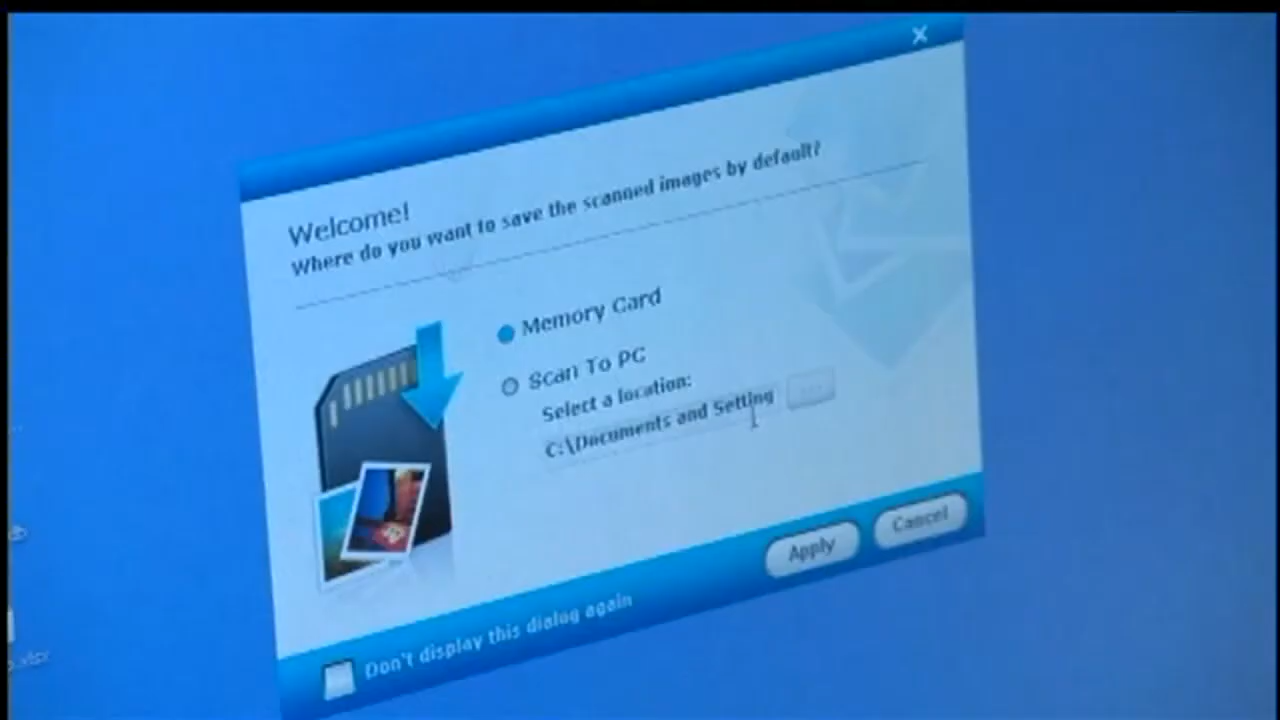 Welcome!
Where do you want to save the scanned images by default?
Memory Card
Scan To PC
Select a location:
C:\Documents and Setting
...
Don't display this dialog again
Apply
Cancel